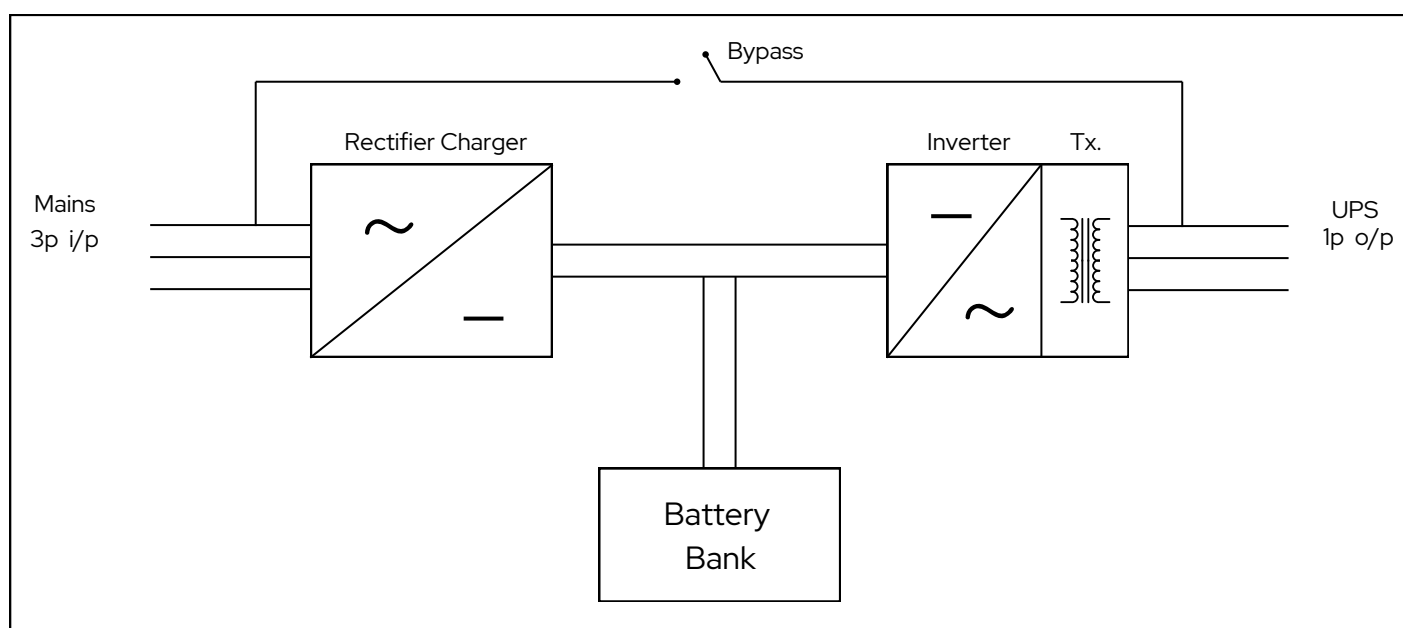 Bypass
Rectifier Charger
Inverter
Tx.
Mains
3p i/p
UPS
1p o/p
Battery
Bank